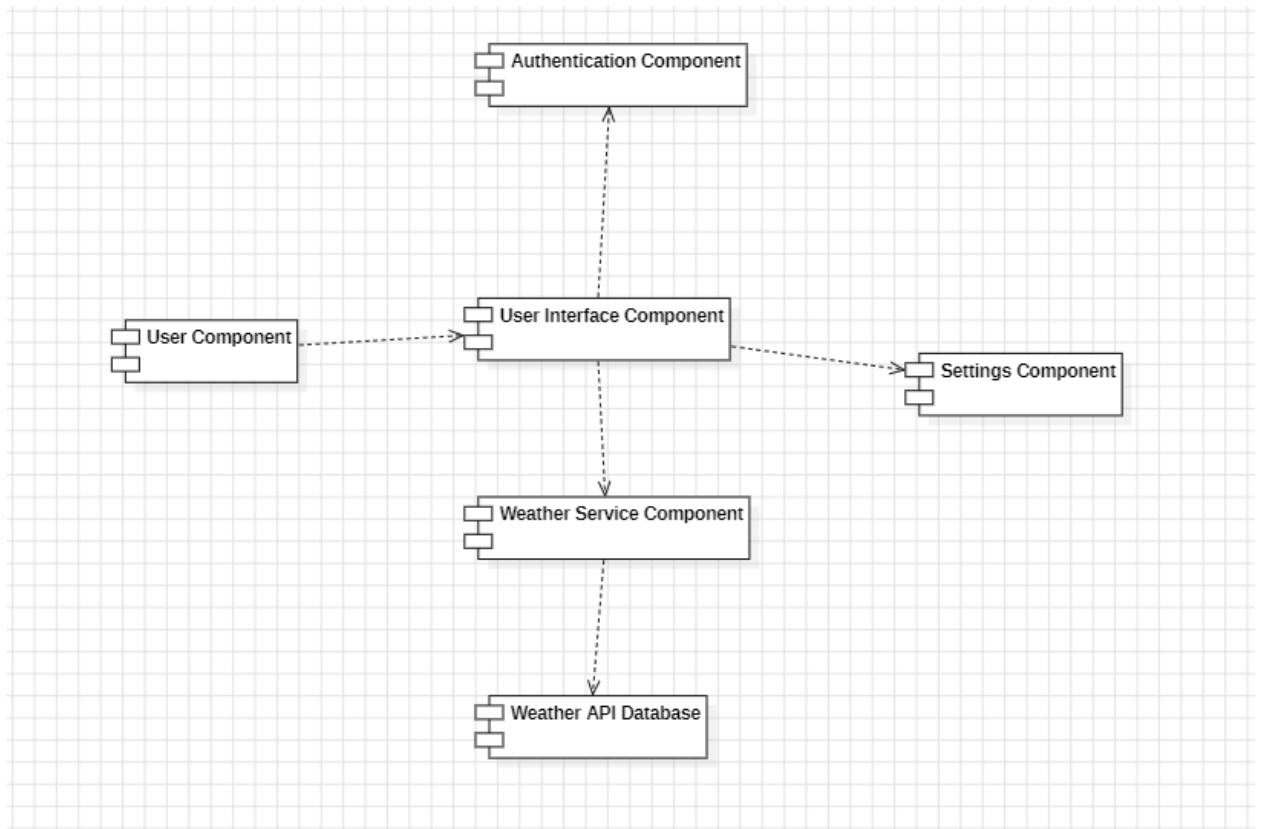 Authentication Component
User Interface Component
User Component
Settings Component
Weather Service Component
Weather API Database